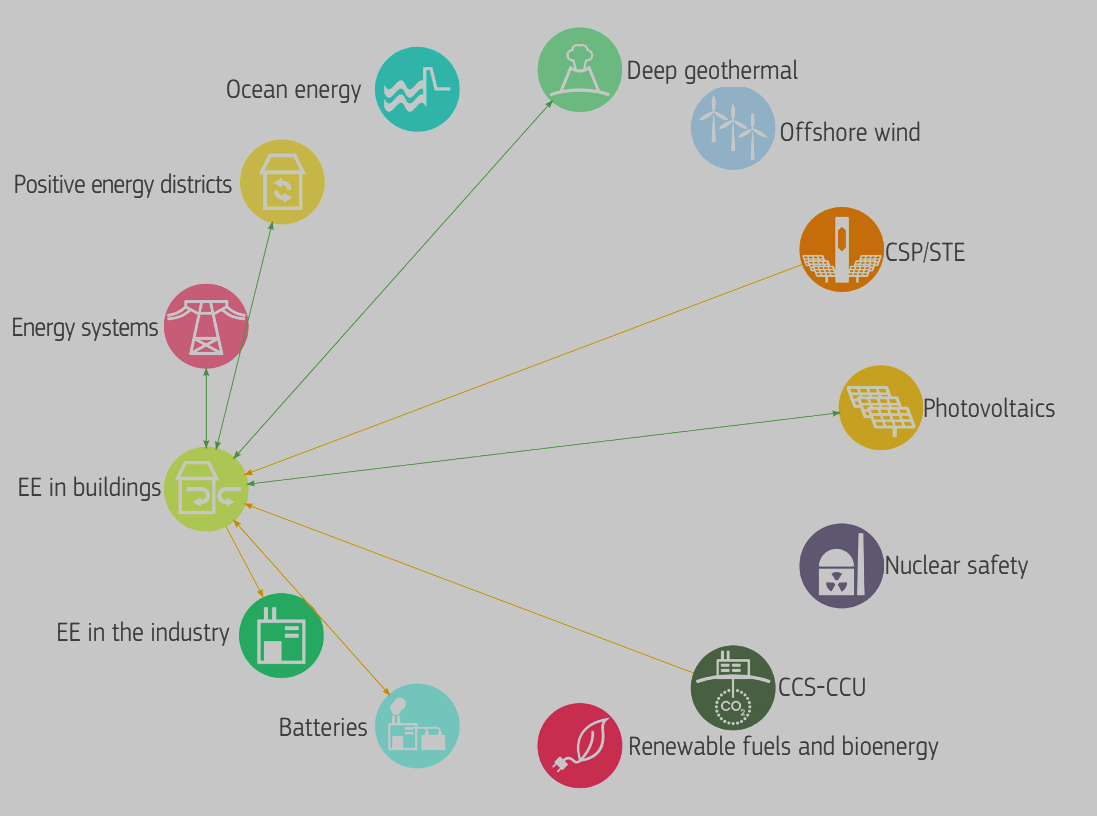 Deep geothermal
Ocean energy
Offshore wind
Positive energy districts
CSP/STE
Energy systems
Photovoltaics
EE in buildings
Nuclear safety
EE in the industry
CCS-CCU
CO2
Batteries
Renewable fuels and bioenergy